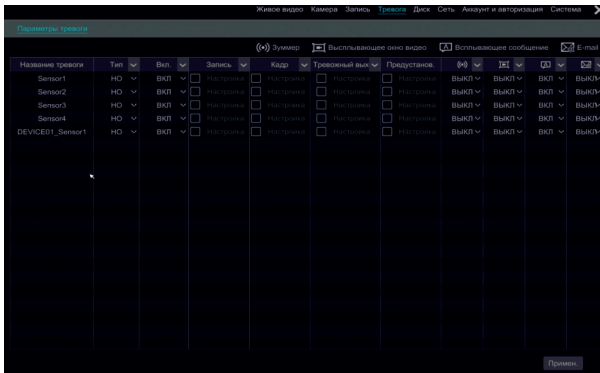 Живое видео Камера Запись Тревога Диск Сеть Аккаунт и авторизация Система X
Параметры тревоги
Зуммер Высплывающее окно видео Всплывающее сообщение E-mail
Название тревоги Тип Вкл. Запись Кадр Тревожный вых Предустанов.
Sensor1 НО ВКЛ Настройка Настройка Настройка Настройка ВЫКЛ ВЫКЛ ВКЛ ВЫКЛ
Sensor2 НО ВКЛ Настройка Настройка Настройка Настройка ВЫКЛ ВЫКЛ ВКЛ ВЫКЛ
Sensor3 НО ВКЛ Настройка Настройка Настройка Настройка ВЫКЛ ВЫКЛ ВКЛ ВЫКЛ
Sensor4 НО ВКЛ Настройка Настройка Настройка Настройка ВЫКЛ ВЫКЛ ВКЛ ВЫКЛ
DEVICE01_Sensor1 НО ВКЛ Настройка Настройка Настройка Настройка ВЫКЛ ВЫКЛ ВКЛ ВЫКЛ
Примен.